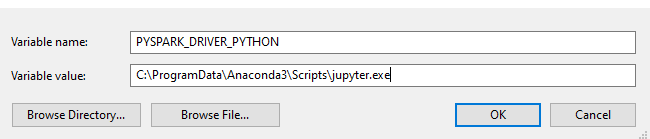 Variable name: PYSPARK_DRIVER_PYTHON
Variable value: C:\ProgramData\Anaconda3\Scripts\jupyter.exe
Browse Directory... Browse File... OK Cancel